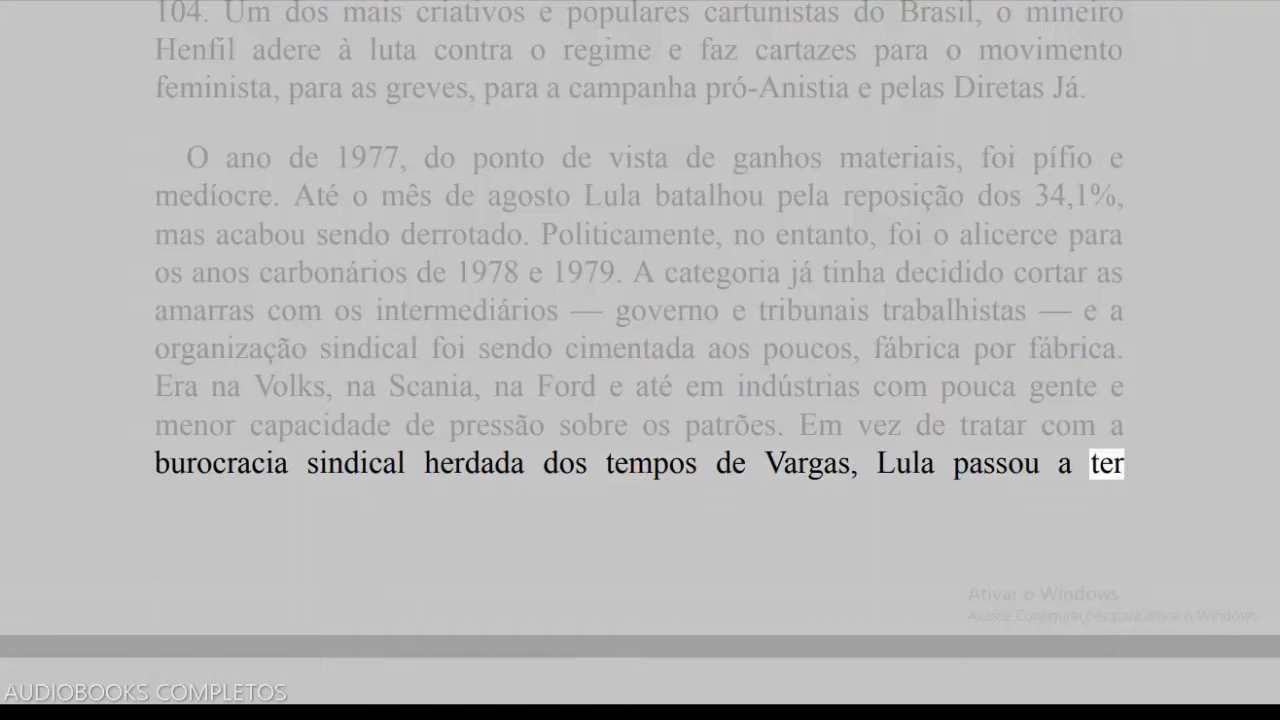 104. Um dos mais criativos e populares cartunistas do Brasil, o mineiro
Henfil adere à luta contra o regime e faz cartazes para o movimento
feminista, para as greves, para a campanha pró-Anistia e pelas Diretas Já.
O ano de 1977, do ponto de vista de ganhos materiais, foi pífio e
medíocre. Até o mês de agosto Lula batalhou pela reposição dos 34,1%,
mas acabou sendo derrotado. Politicamente, no entanto, foi o alicerce para
os anos carbonários de 1978 e 1979. A categoria já tinha decidido cortar as
amarras com os intermediários — governo e tribunais trabalhistas — e a
organização sindical foi sendo cimentada aos poucos, fábrica por fábrica.
Era na Volks, na Scania, na Ford e até em indústrias com pouca gente e
menor capacidade de pressão sobre os patrões. Em vez de tratar com a
burocracia sindical herdada dos tempos de Vargas, Lula passou a ter
Ativar o Windows
Acesse Configurações para ativar o Windows.
AUDIOBOOKS COMPLETOS